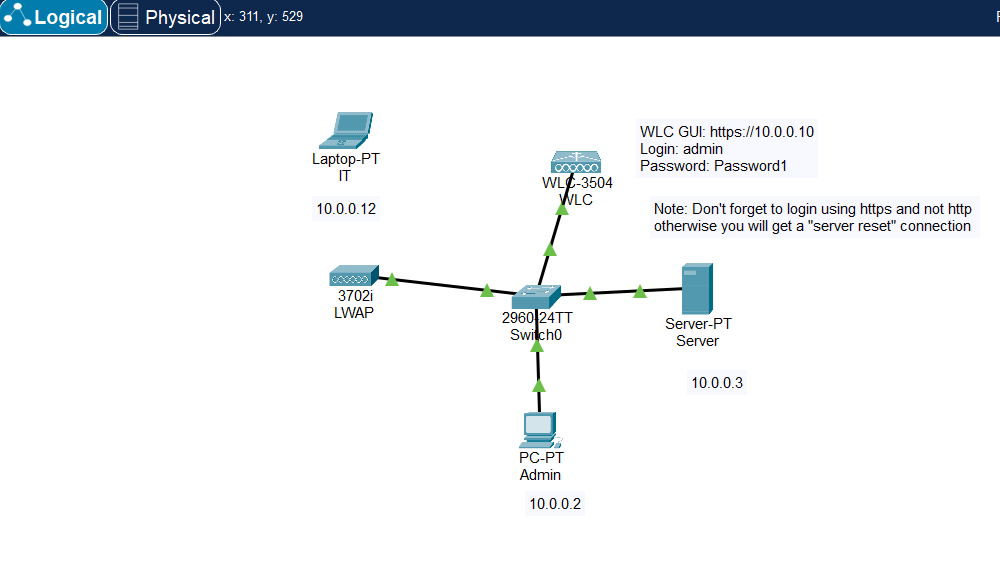 Logical
Physical
x: 311, y: 529
Laptop-PT
IT
10.0.0.12
WLC-3504
WLC
WLC GUI: https://10.0.0.10
Login: admin
Password: Password1
Note: Don't forget to login using https and not http
otherwise you will get a "server reset" connection
3702i
LWAP
2960-24TT
Switch0
Server-PT
Server
10.0.0.3
PC-PT
Admin
10.0.0.2